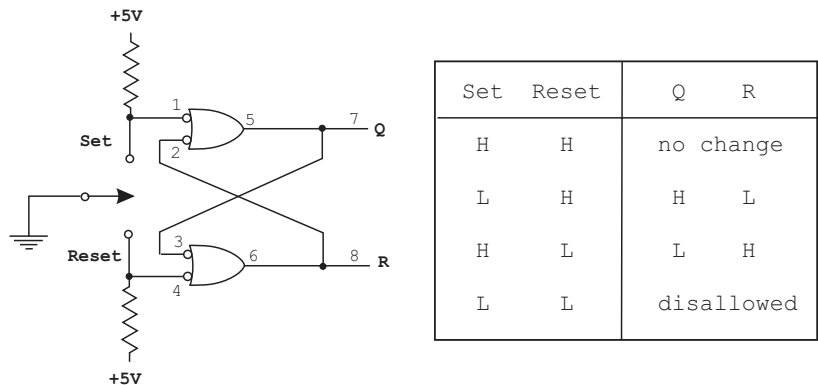 +5V
1
5
7
Q
Set
2
3
Reset
6
8
R
4
+5V
Set Reset Q R
H H no change
L H H L
H L L H
L L disallowed